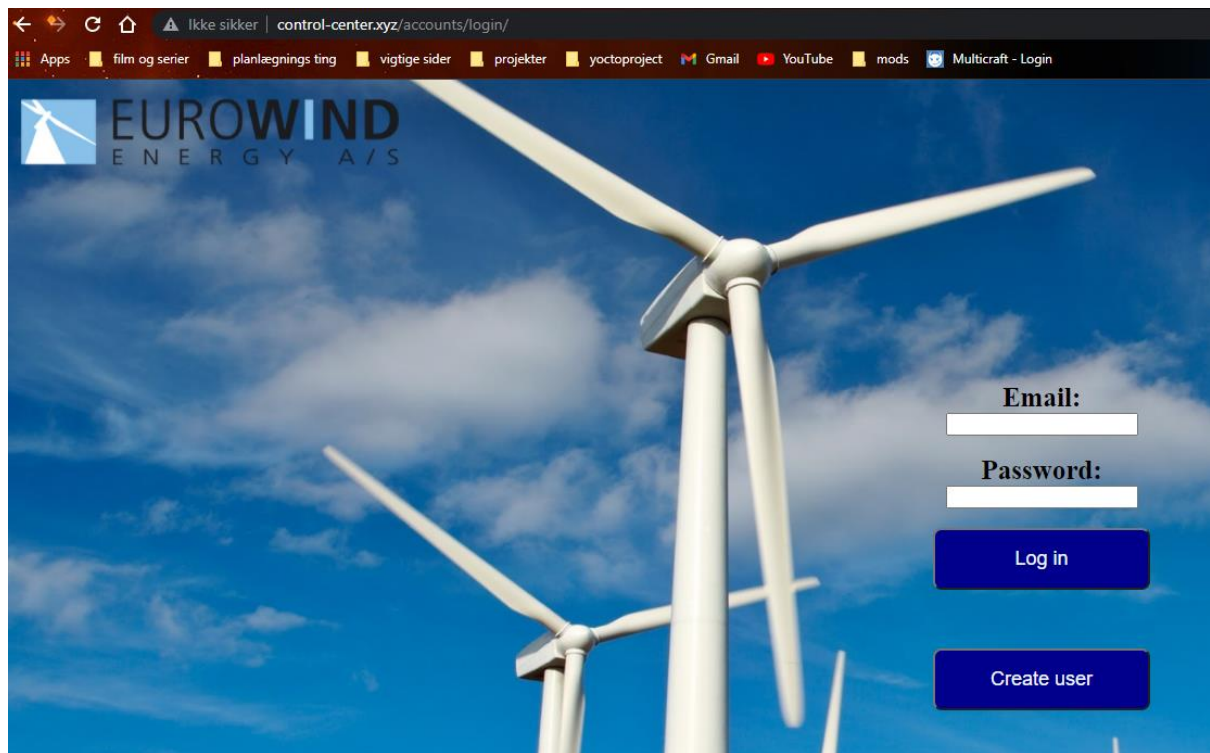 Ikke sikker | control-center.xyz/accounts/login/
Apps film og serier planlægnings ting vigtige sider projekter yoctoproject Gmail YouTube mods Multicraft - Login
EUROWIND
ENERGY A/S
Email:
Password:
Log in
Create user